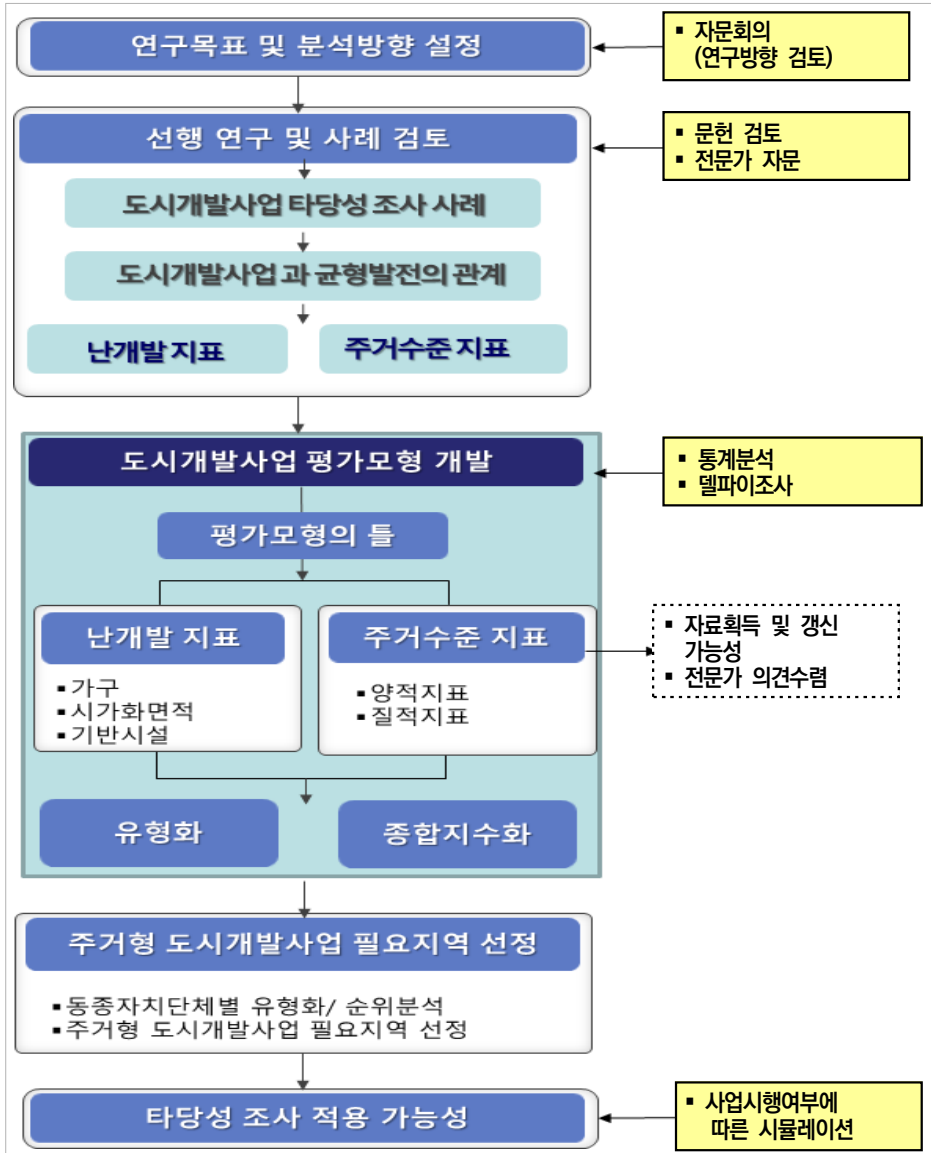 연구목표 및 분석방향 설정
▪ 자문회의
(연구방향 검토)
선행 연구 및 사례 검토
▪ 문헌 검토
▪ 전문가 자문
도시개발사업 타당성 조사 사례
도시개발사업 과 균형발전의 관계
난개발 지표
주거수준 지표
도시개발사업 평가모형 개발
▪ 통계분석
▪ 델파이조사
평가모형의 틀
난개발 지표
▪가구
▪시가화면적
▪기반시설
주거수준 지표
▪양적지표
▪질적지표
▪ 자료획득 및 갱신
가능성
▪ 전문가 의견수렴
유형화
종합지수화
주거형 도시개발사업 필요지역 선정
▪동종자치단체별 유형화/ 순위분석
▪주거형 도시개발사업 필요지역 선정
타당성 조사 적용 가능성
▪ 사업시행여부에
따른 시뮬레이션